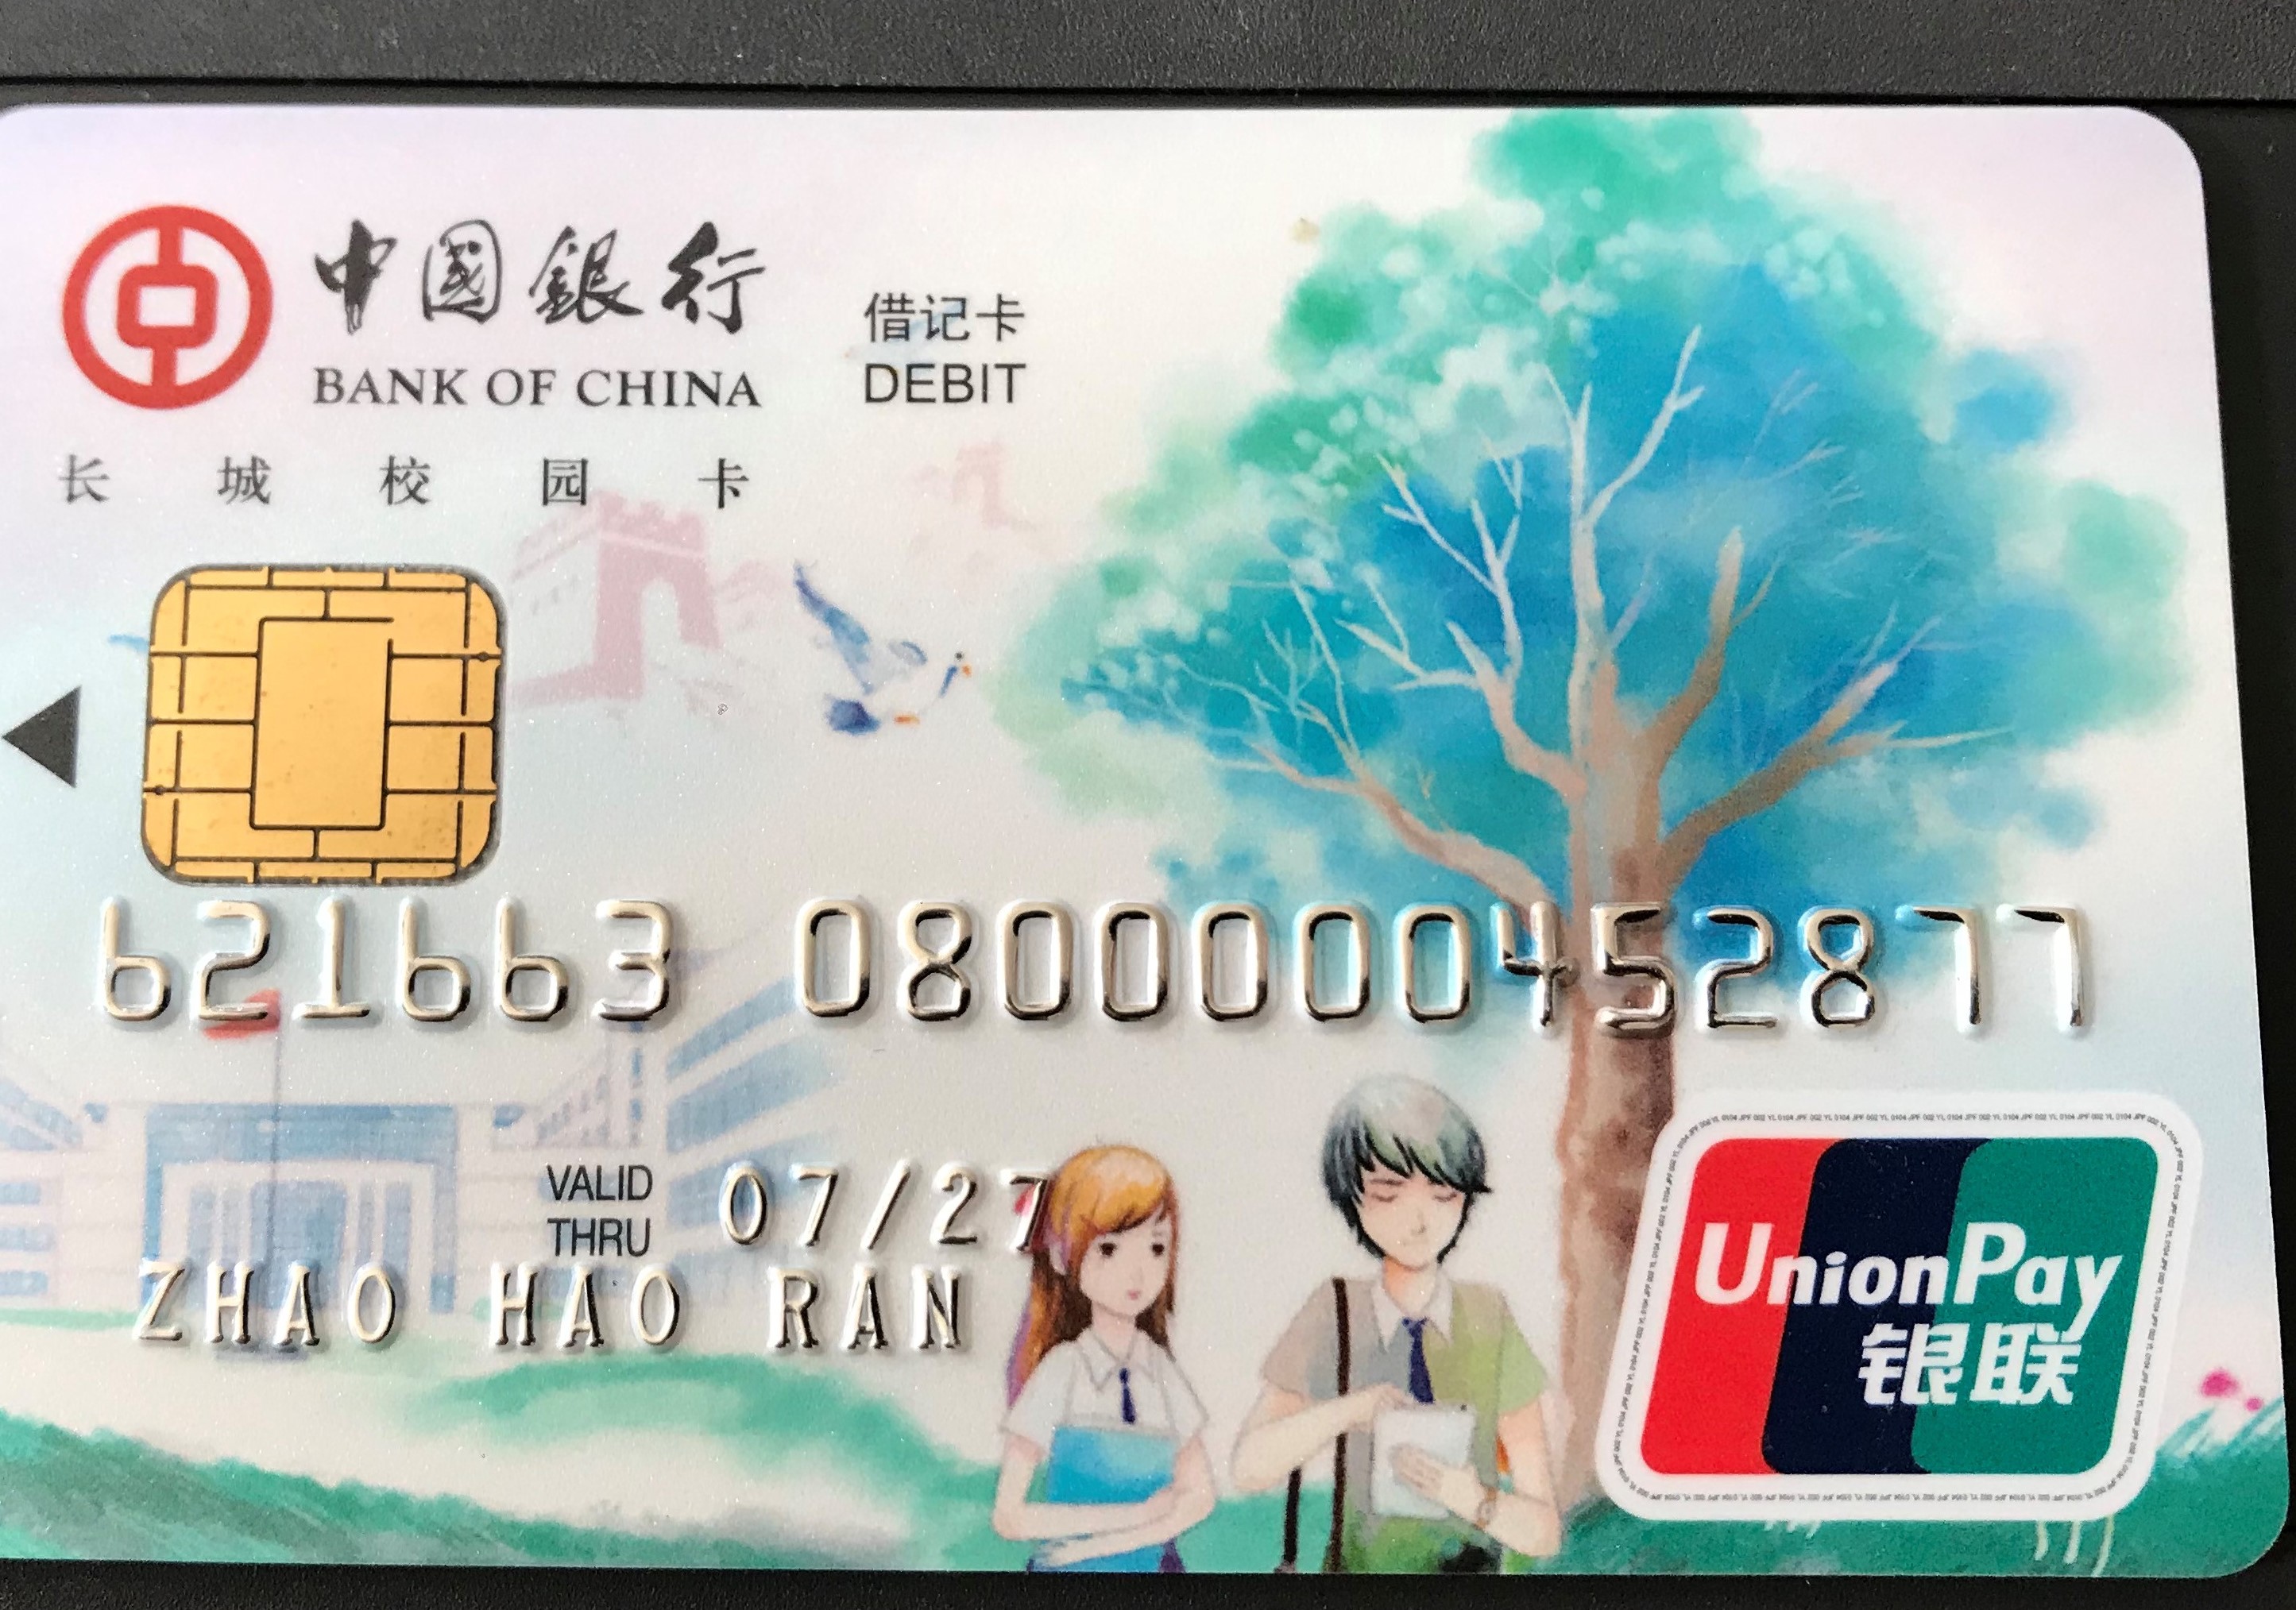 中國銀行
BANK OF CHINA
借记卡
DEBIT
长城校园卡
621663 0800000452877
VALID
THRU
07/27
ZHAO HAO RAN
UnionPay
银联